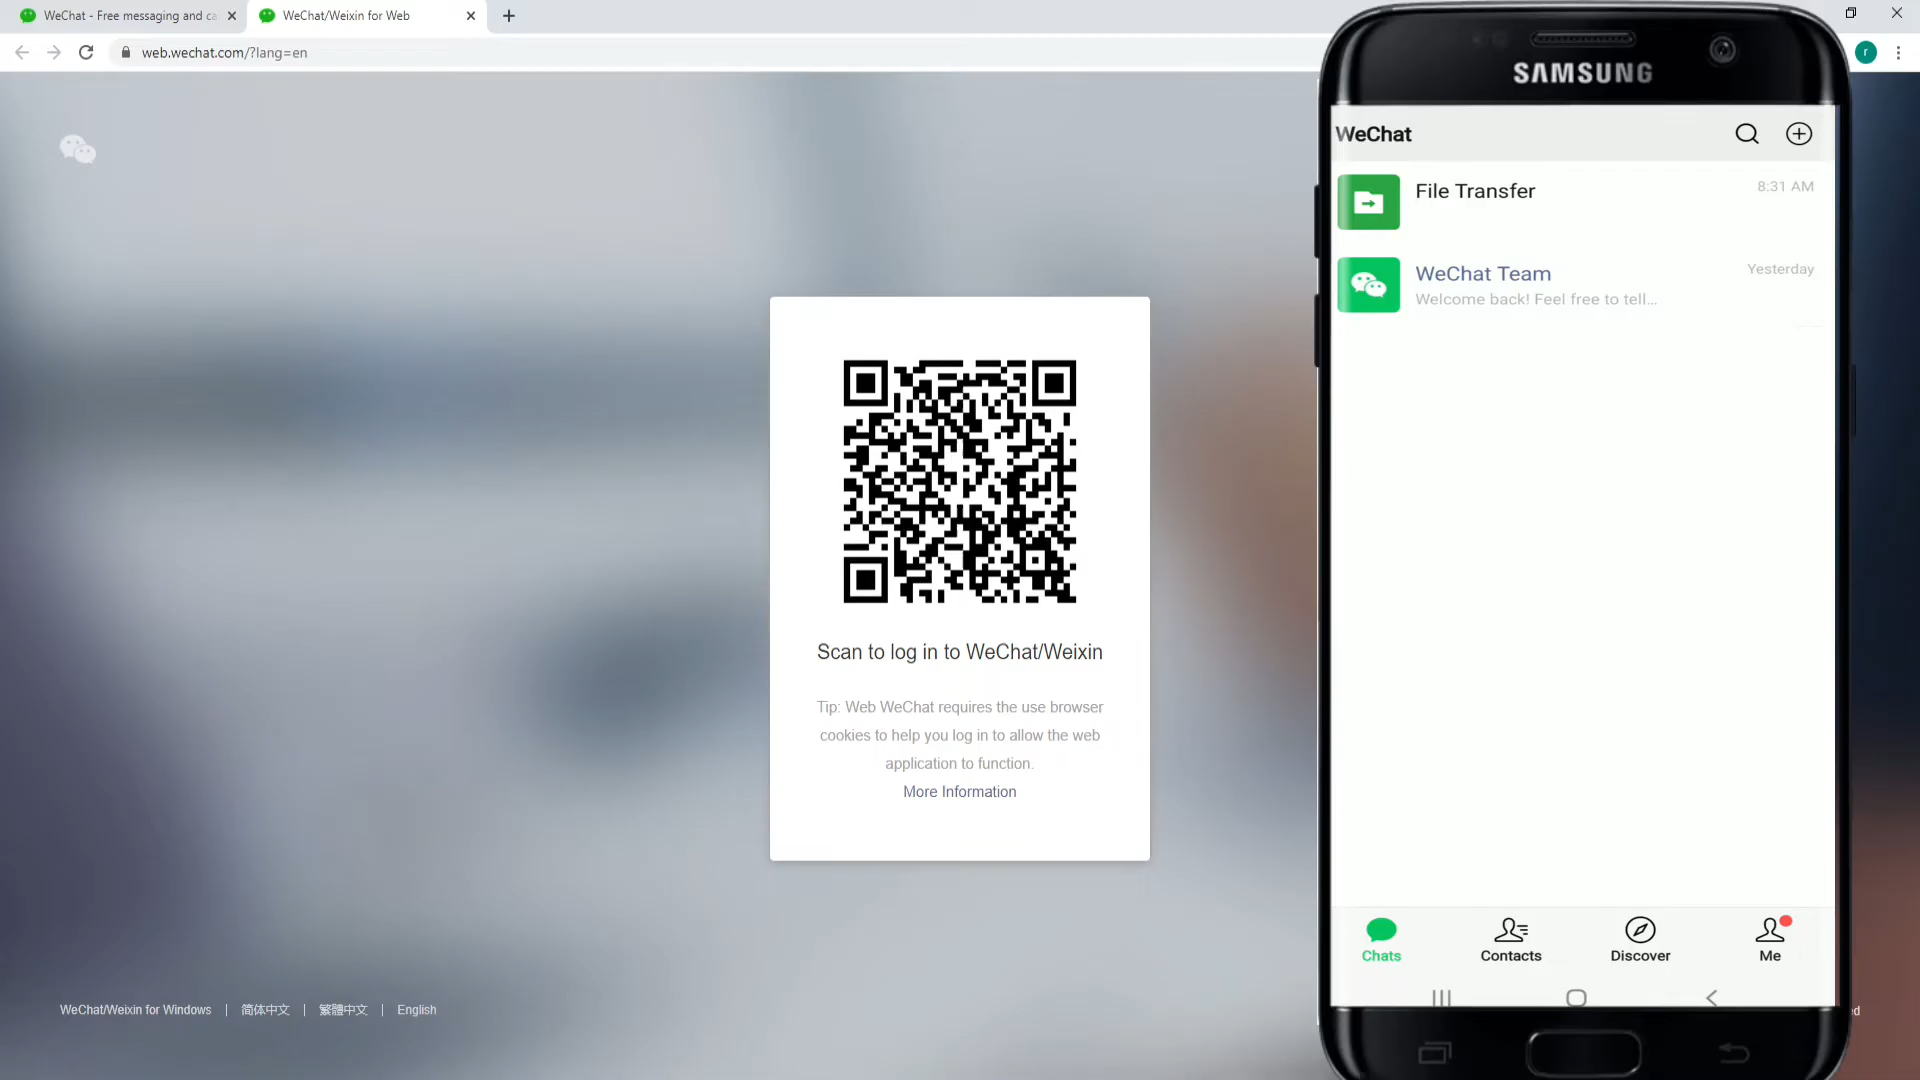 WeChat - Free messaging and ca
WeChat/Weixin for Web
web.wechat.com/?lang=en
r
SAMSUNG
WeChat
File Transfer
8:31 AM
WeChat Team
Yesterday
Welcome back! Feel free to tell...
Scan to log in to WeChat/Weixin
Tip: Web WeChat requires the use browser
cookies to help you log in to allow the web
application to function.
More Information
Chats
Contacts
Discover
Me
WeChat/Weixin for Windows | 简体中文 | 繁體中文 | English
ed